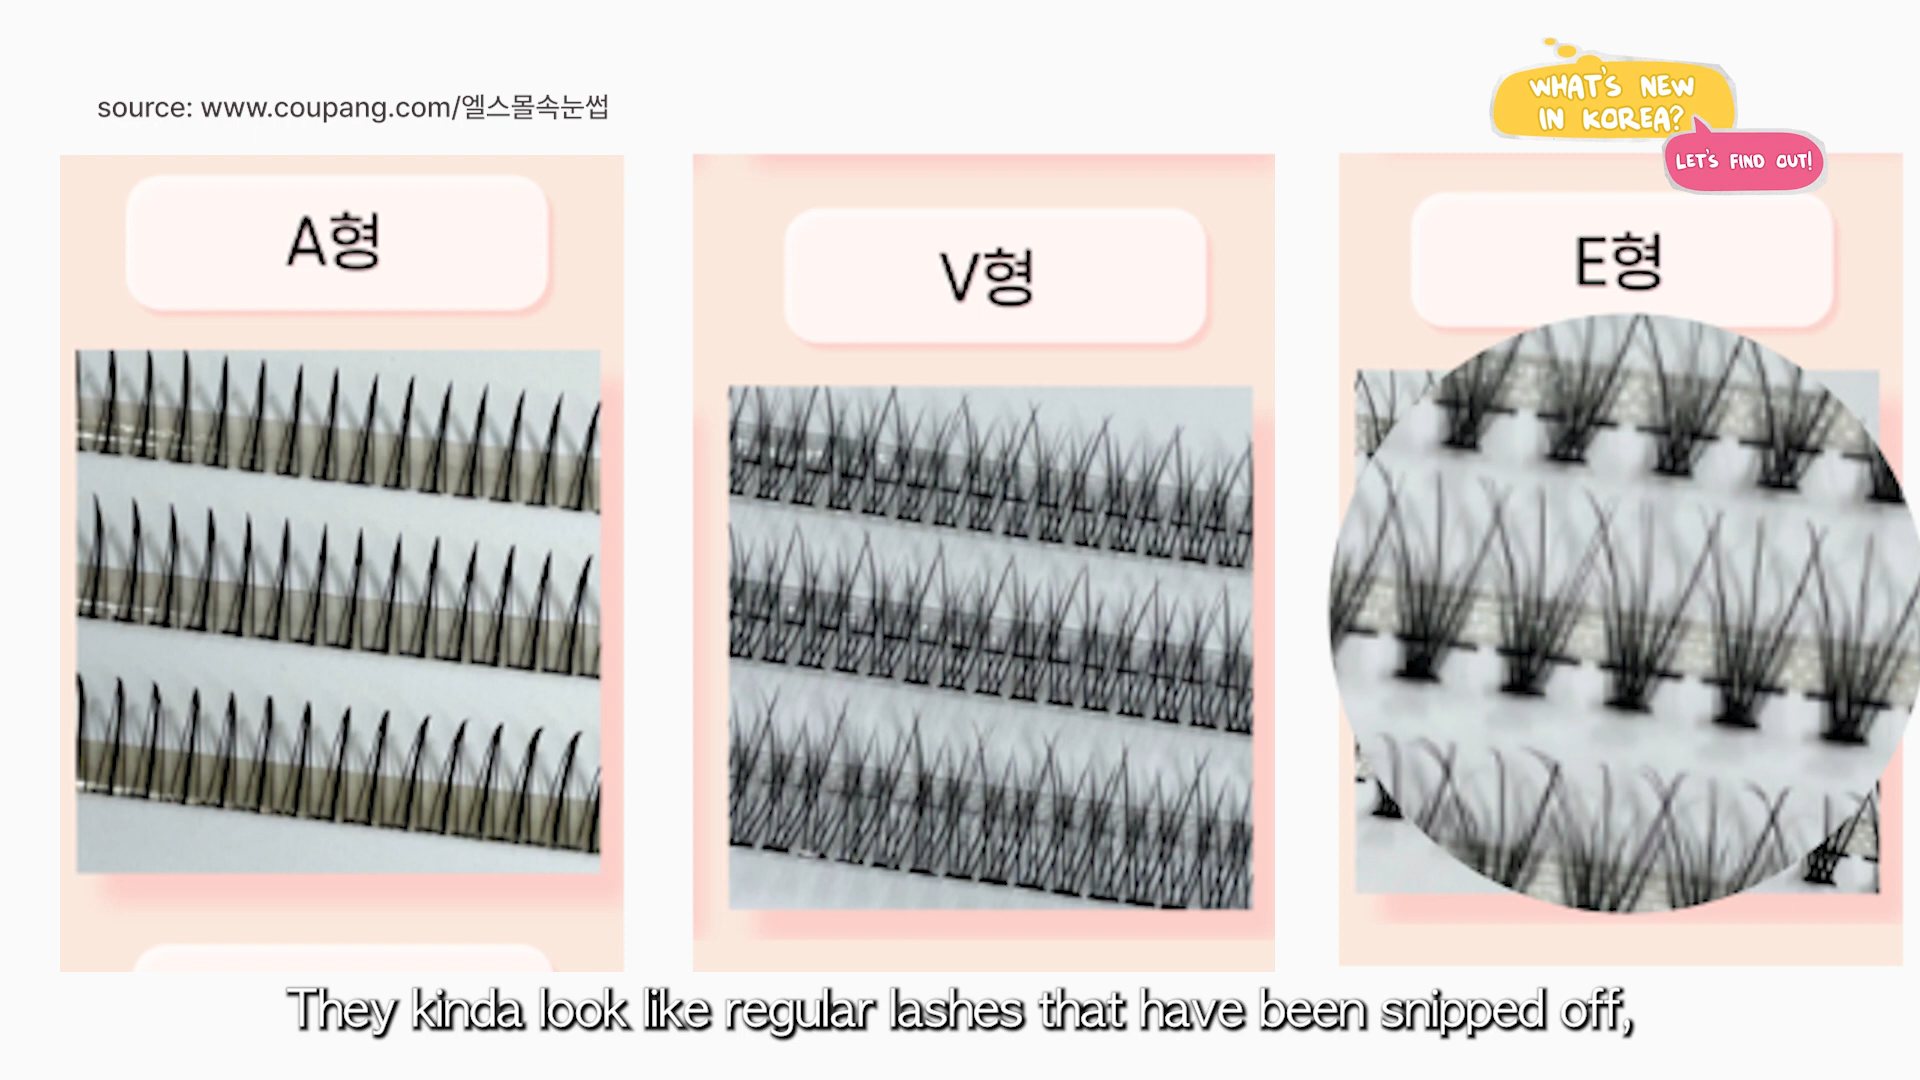 source: www.coupang.com/엘스몰속눈썹
WHAT'S NEW
IN KOREA?
LET'S FIND OUT!
A형
V형
E형
They kinda look like regular lashes that have been snipped off,